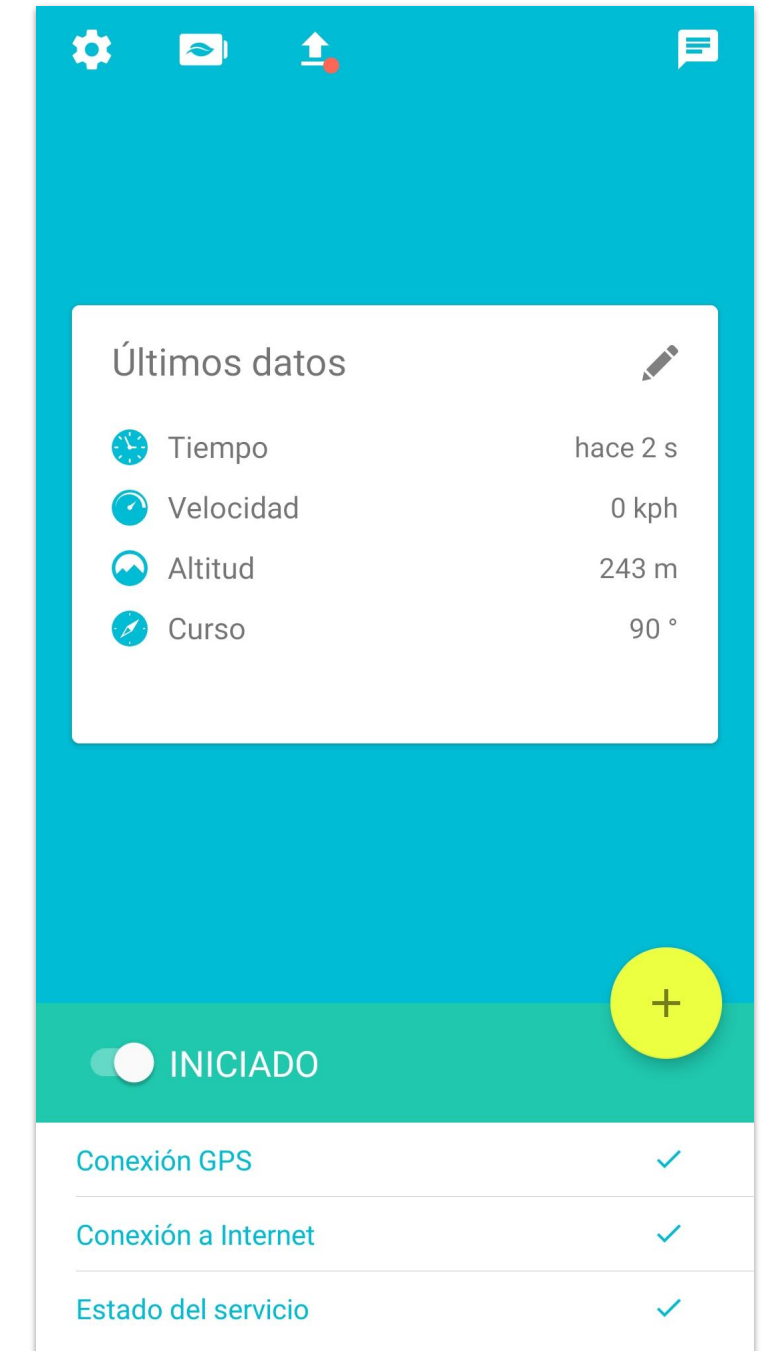 Últimos datos
Tiempo hace 2 s
Velocidad 0 kph
Altitud 243 m
Curso 90 °
+
INICIADO
Conexión GPS
Conexión a Internet
Estado del servicio